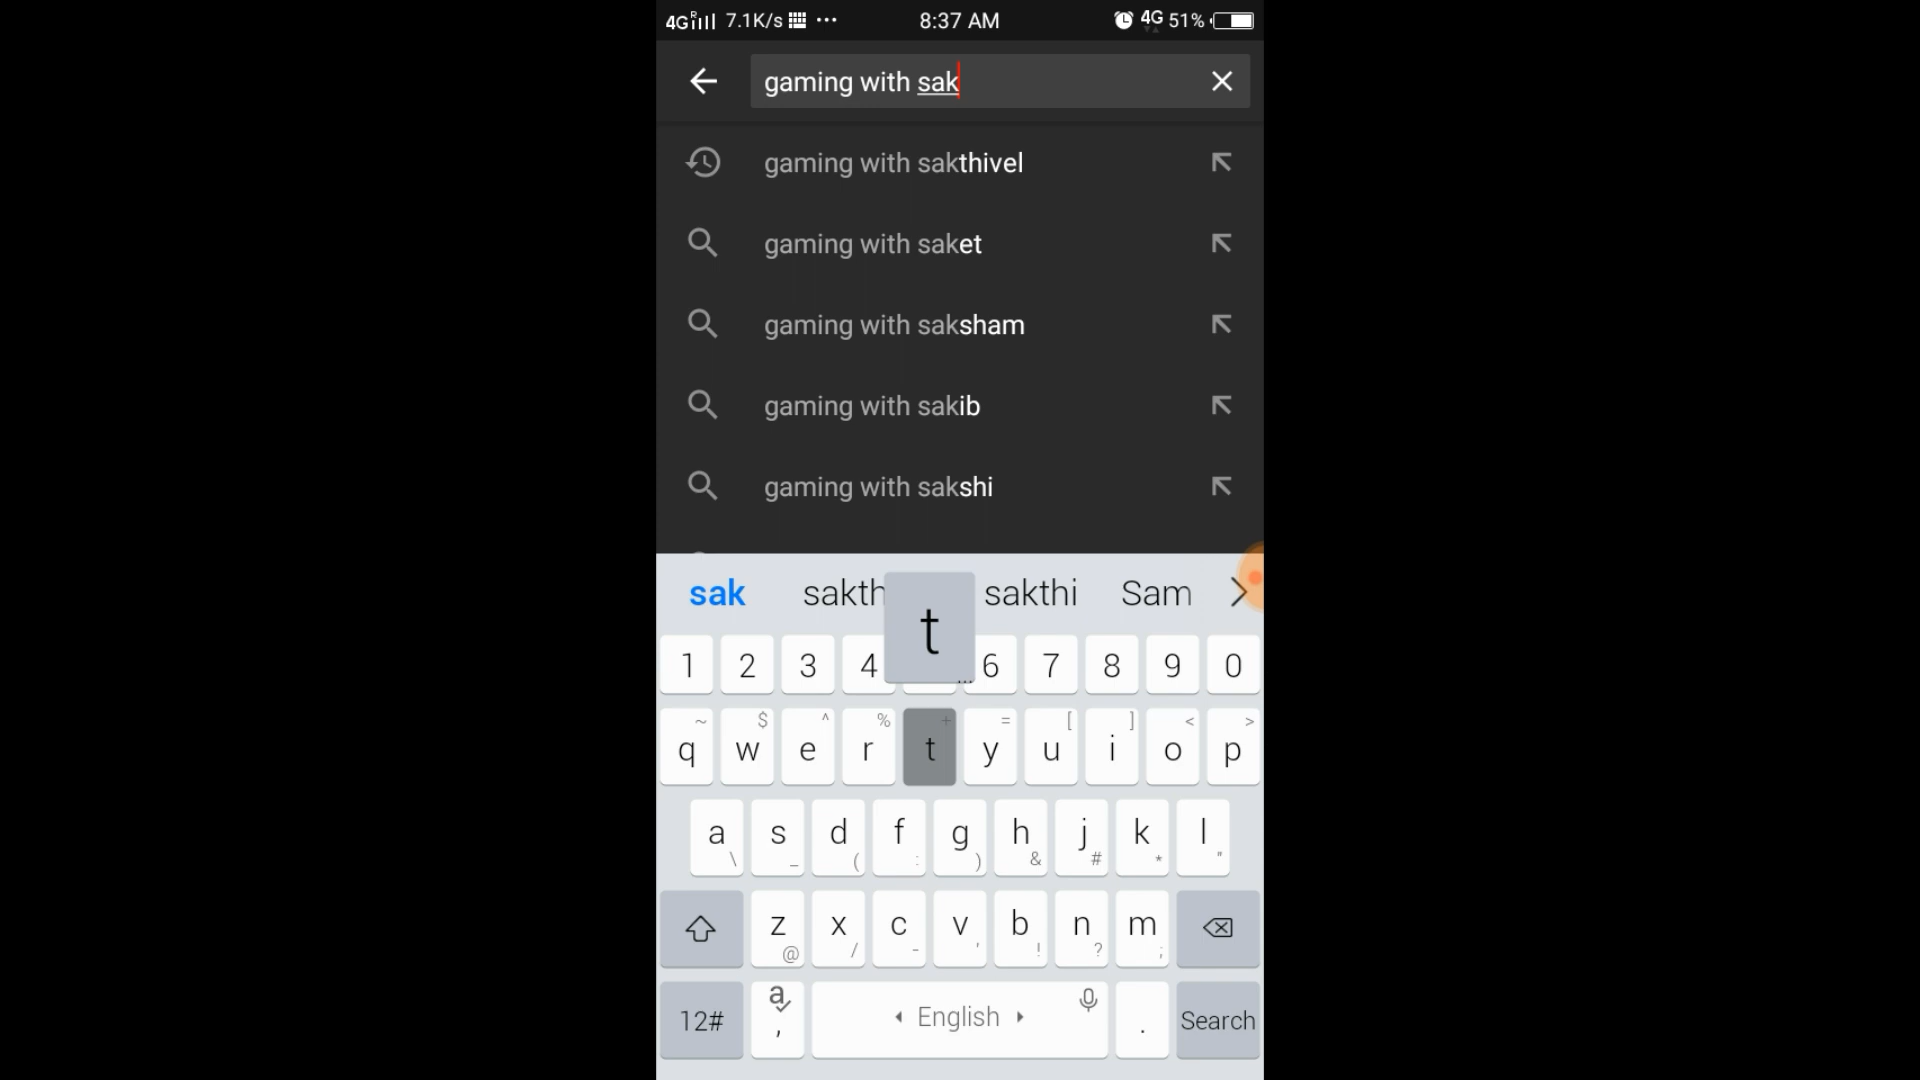 4G R 7.1K/s ... 8:37 AM 4G 51%
gaming with sak
gaming with sakthivel
gaming with saket
gaming with saksham
gaming with sakib
gaming with sakshi
sak sakth sakthi Sam
t
1 2 3 4 6 7 8 9 0
~ $ ^ % + = [ ] < >
q w e r t y u i o p
a s d f g h j k l
\ _ ( : ) & # * "
z x c v b n m
@ / - ' ! ? ;
12# a , English . Search